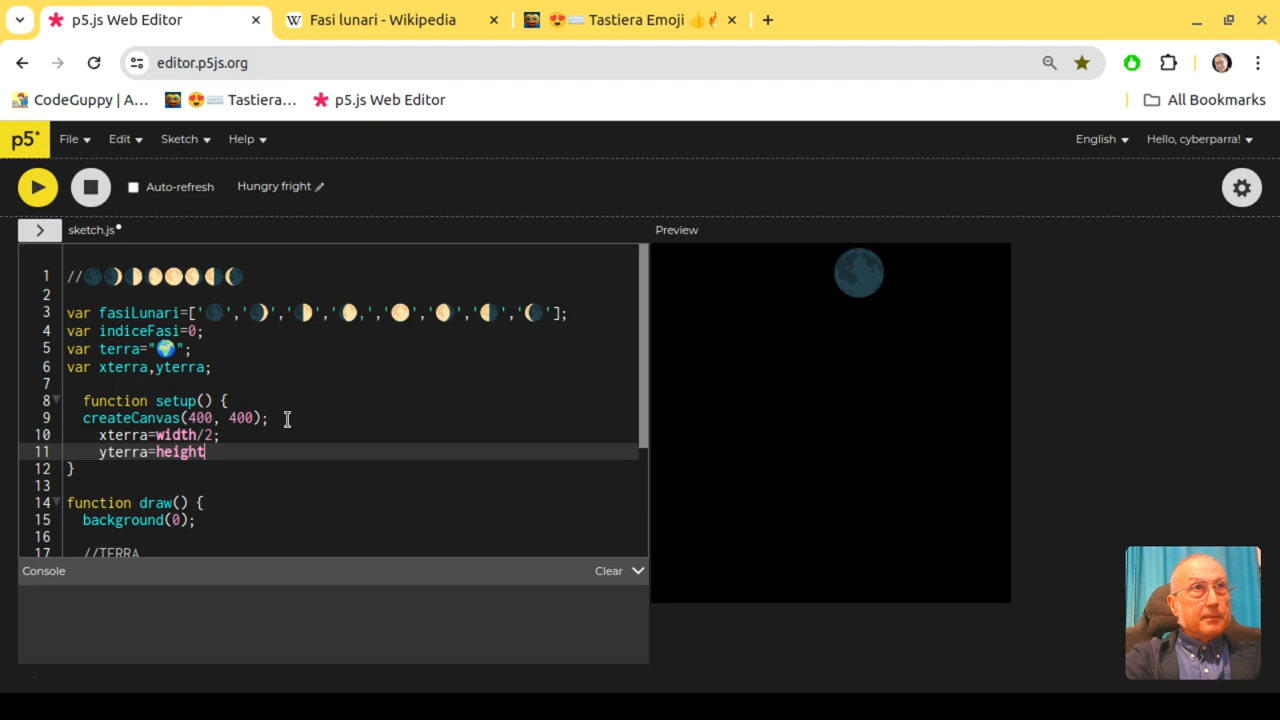 p5.js Web Editor
Fasi lunari - Wikipedia
😍⌨️ Tastiera Emoji 👍🔥
editor.p5js.org
CodeGuppy | A...
😍⌨️ Tastiera...
p5.js Web Editor
All Bookmarks
p5*
File
Edit
Sketch
Help
English
Hello, cyberparra!
Auto-refresh
Hungry fright
sketch.js
Preview
1 //🌑🌒🌓🌔🌕🌖🌗🌘
2
3 var fasiLunari=['🌑','🌒','🌓','🌔,','🌕','🌖','🌗','🌘'];
4 var indiceFasi=0;
5 var terra="🌍";
6 var xterra,yterra;
7
8 function setup() {
9 createCanvas(400, 400);
10 xterra=width/2;
11 yterra=height
12 }
13
14 function draw() {
15 background(0);
16
17 //TERRA
Console
Clear